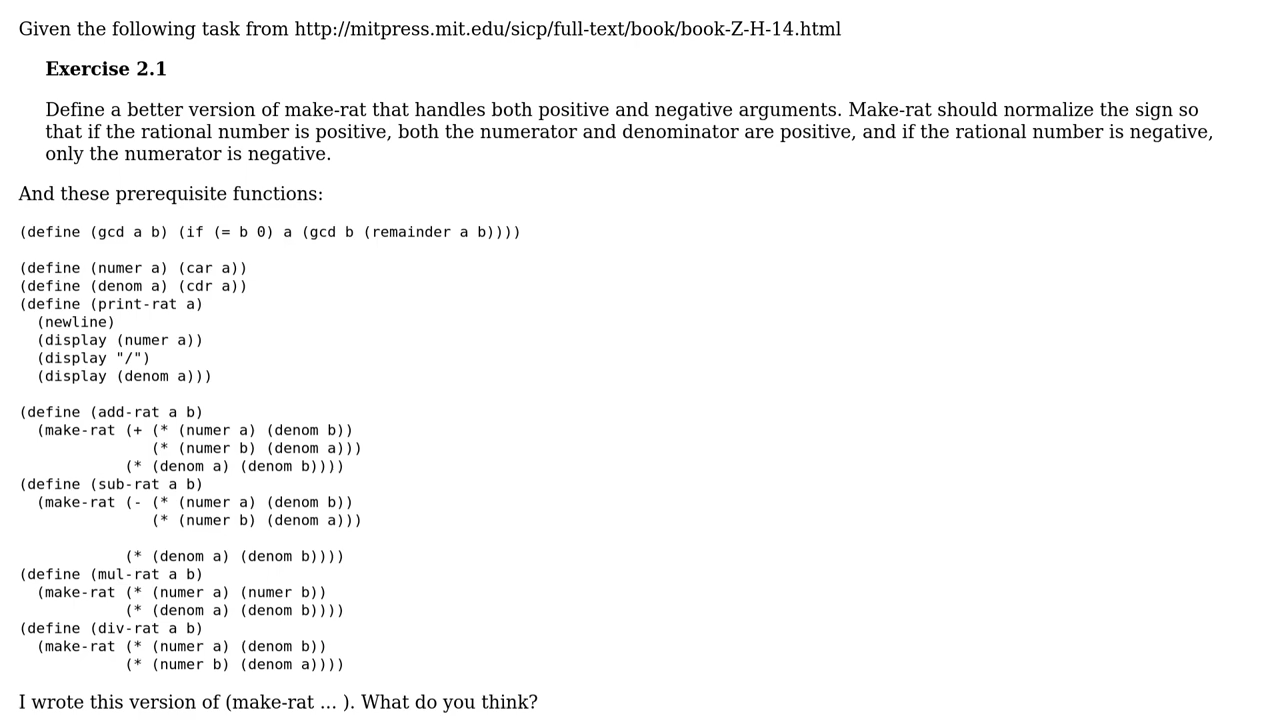 Given the following task from http://mitpress.mit.edu/sicp/full-text/book/book-Z-H-14.html
Exercise 2.1
Define a better version of make-rat that handles both positive and negative arguments. Make-rat should normalize the sign so
that if the rational number is positive, both the numerator and denominator are positive, and if the rational number is negative,
only the numerator is negative.
And these prerequisite functions:
(define (gcd a b) (if (= b 0) a (gcd b (remainder a b))))

(define (numer a) (car a))
(define (denom a) (cdr a))
(define (print-rat a)
  (newline)
  (display (numer a))
  (display "/")
  (display (denom a)))

(define (add-rat a b)
  (make-rat (+ (* (numer a) (denom b))
               (* (numer b) (denom a)))
            (* (denom a) (denom b))))
(define (sub-rat a b)
  (make-rat (- (* (numer a) (denom b))
               (* (numer b) (denom a)))

            (* (denom a) (denom b))))
(define (mul-rat a b)
  (make-rat (* (numer a) (numer b))
            (* (denom a) (denom b))))
(define (div-rat a b)
  (make-rat (* (numer a) (denom b))
            (* (numer b) (denom a))))
I wrote this version of (make-rat ... ). What do you think?